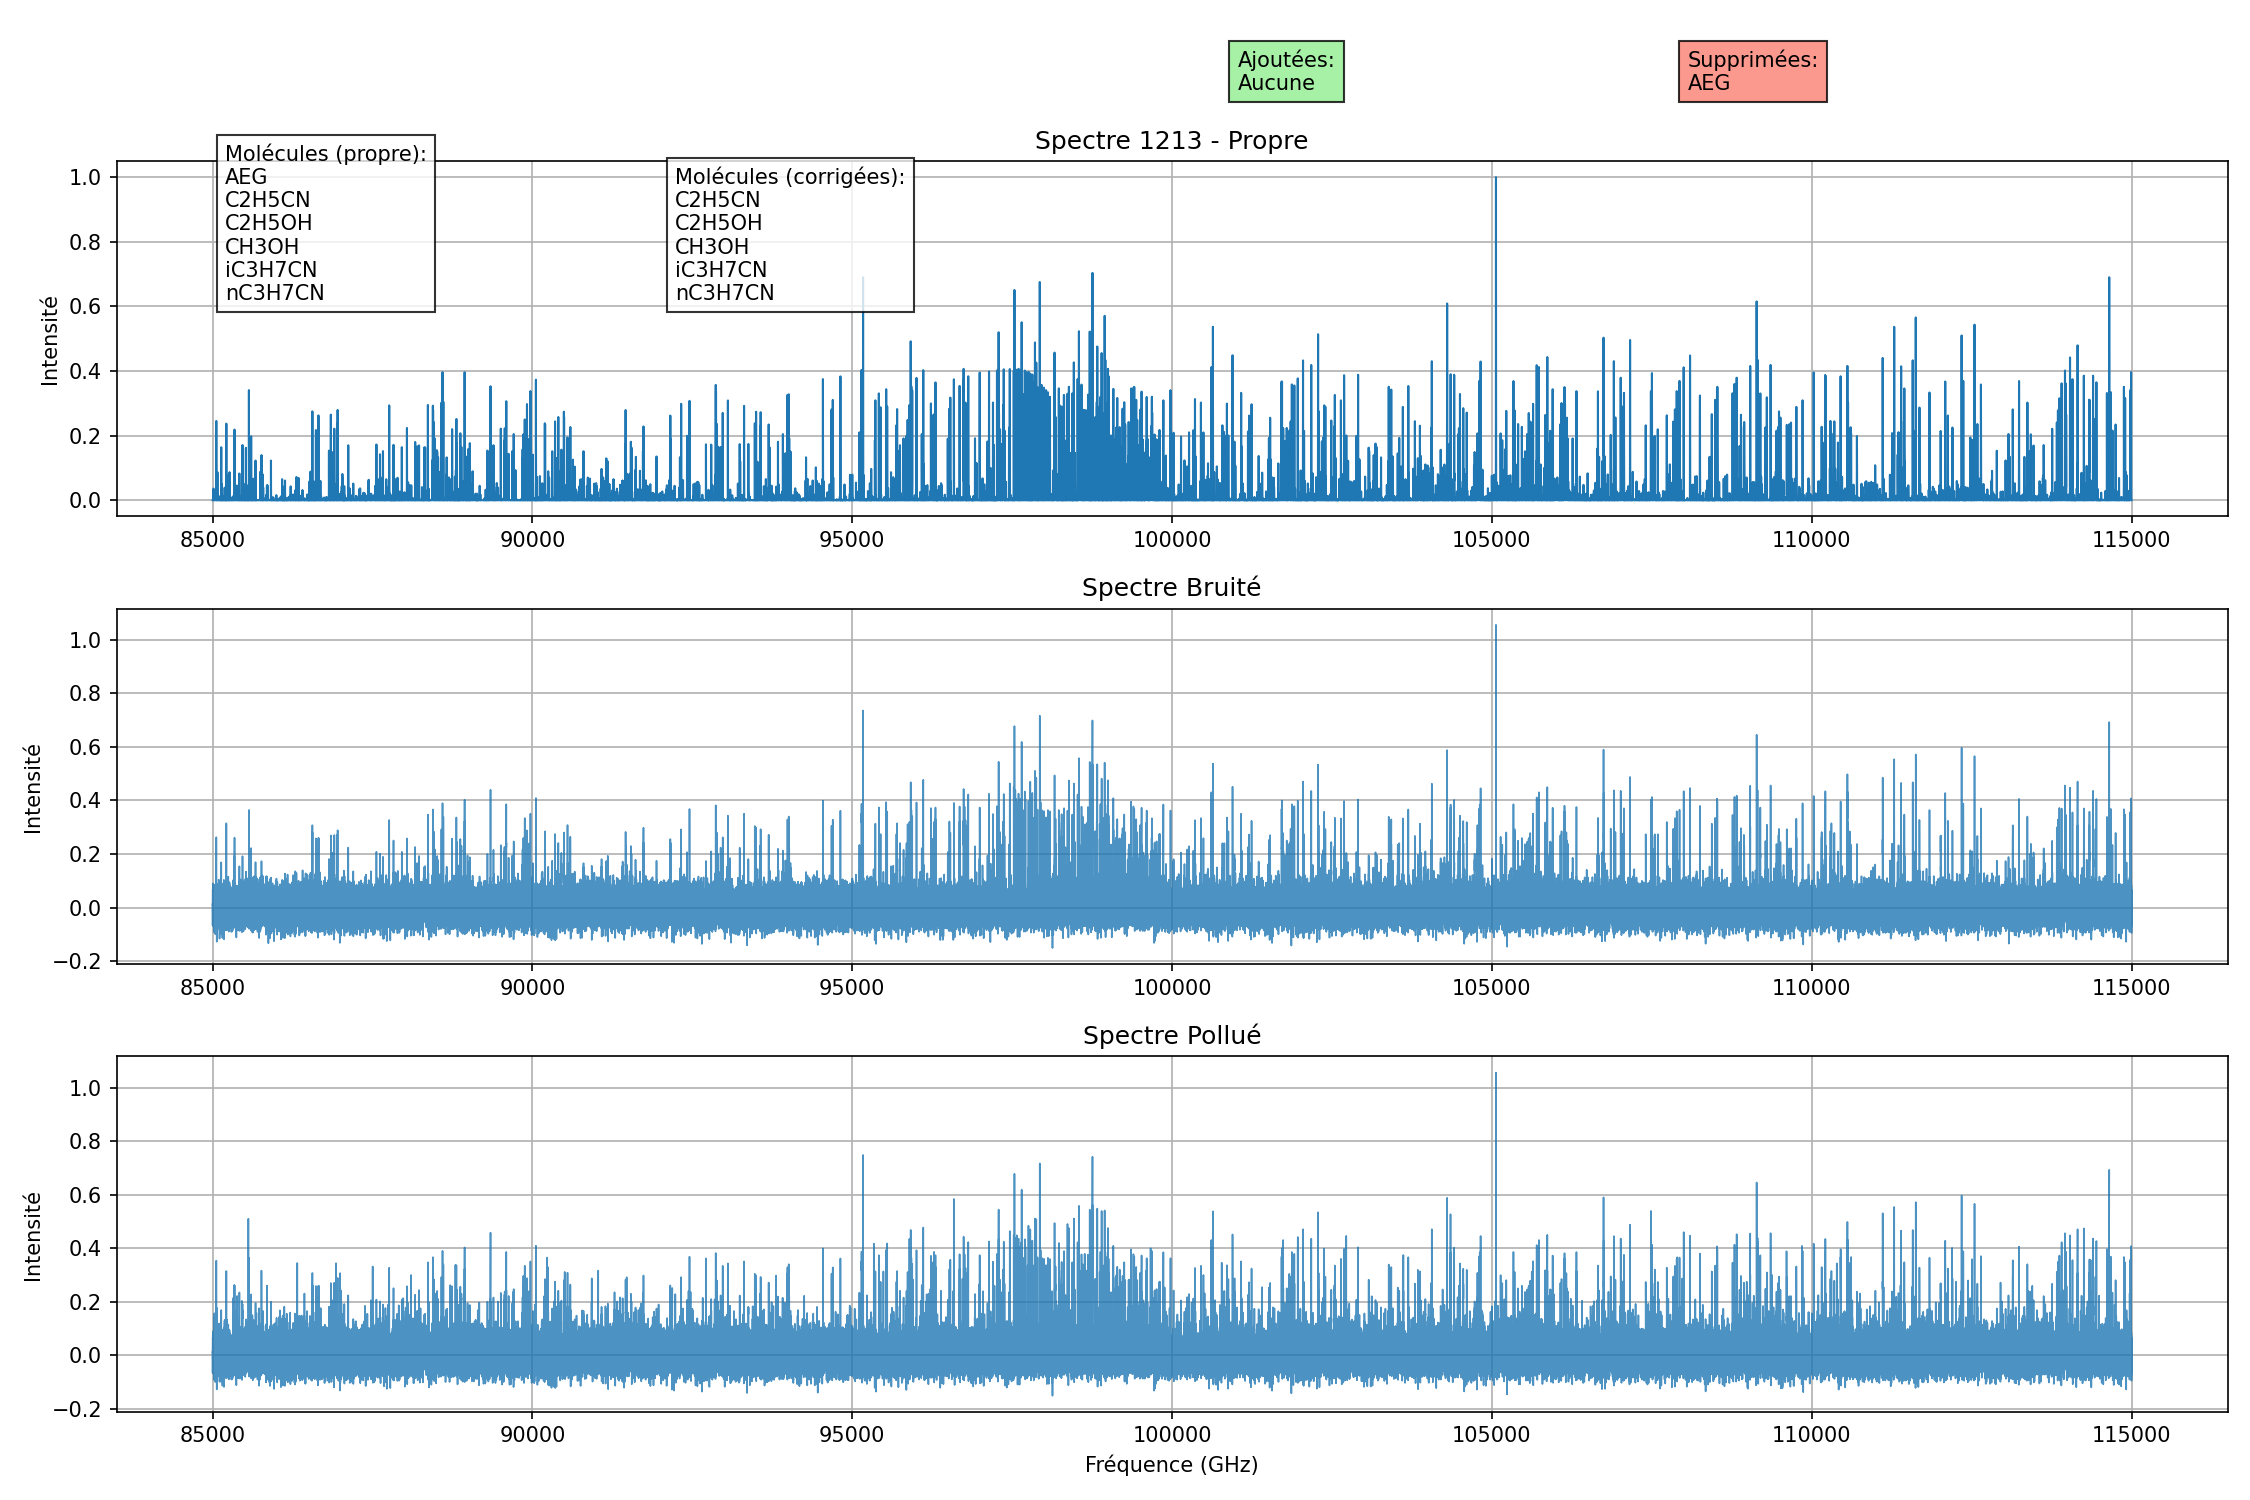 Ajoutées:
Aucune
Supprimées:
AEG
Spectre 1213 - Propre
Molécules (propre):
AEG
C2H5CN
C2H5OH
CH3OH
iC3H7CN
nC3H7CN
Molécules (corrigées):
C2H5CN
C2H5OH
CH3OH
iC3H7CN
nC3H7CN
Intensité
1.0
0.8
0.6
0.4
0.2
0.0
85000 90000 95000 100000 105000 110000 115000
Spectre Bruité
Intensité
1.0
0.8
0.6
0.4
0.2
0.0
−0.2
85000 90000 95000 100000 105000 110000 115000
Spectre Pollué
Intensité
1.0
0.8
0.6
0.4
0.2
0.0
−0.2
85000 90000 95000 100000 105000 110000 115000
Fréquence (GHz)